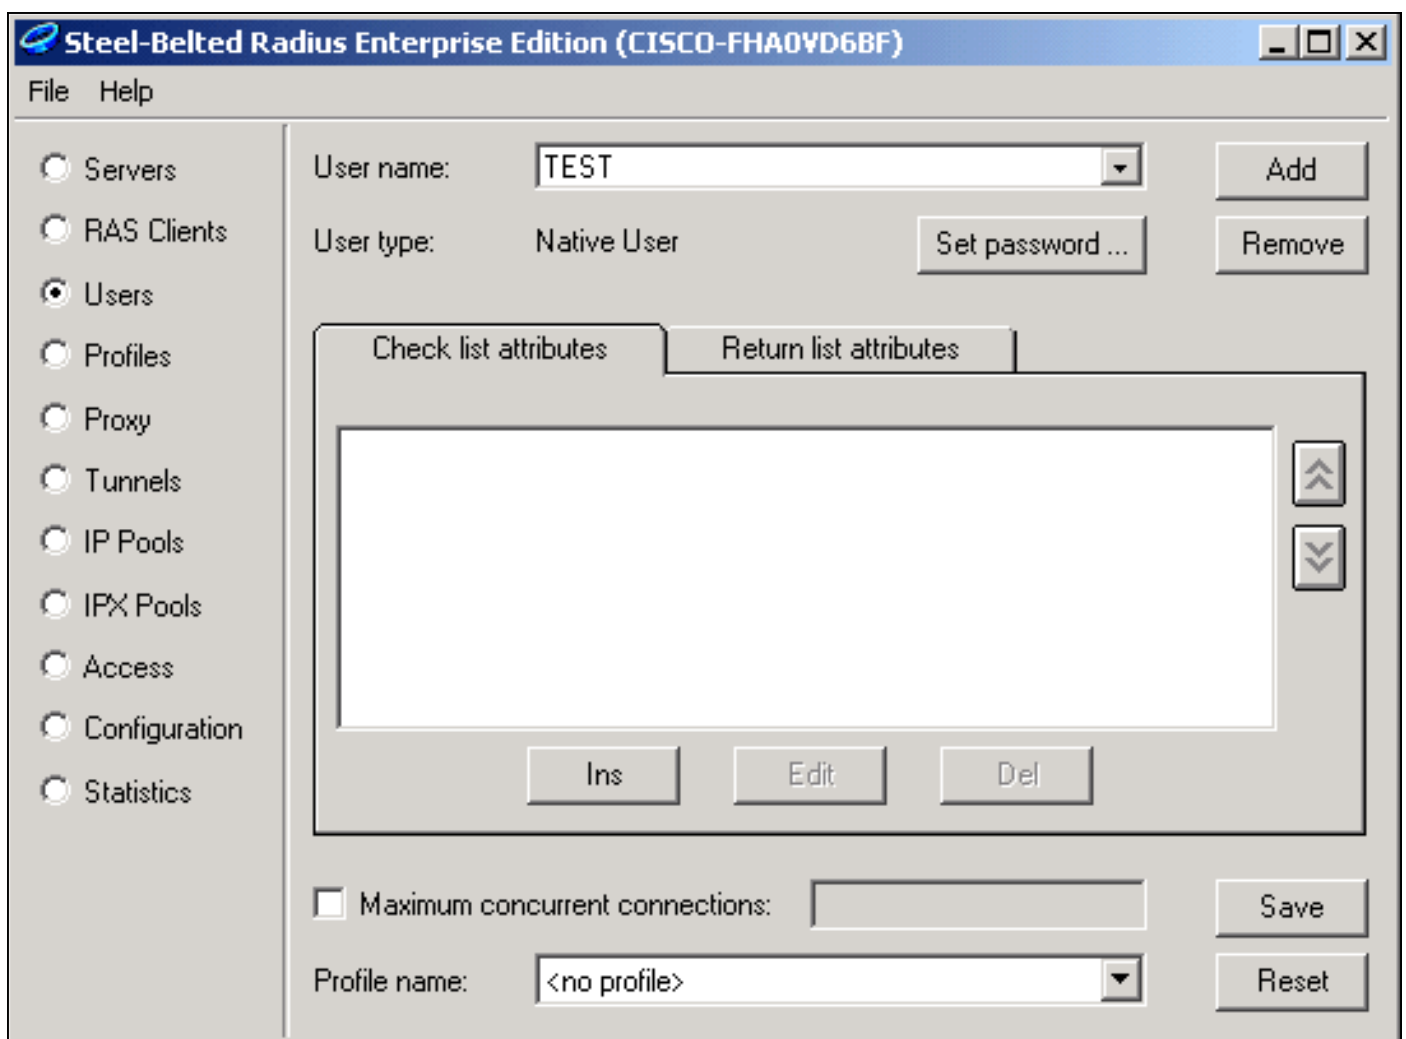 Steel-Belted Radius Enterprise Edition (CISCO-FHA0VD6BF)
File Help
Servers
RAS Clients
Users
Profiles
Proxy
Tunnels
IP Pools
IPX Pools
Access
Configuration
Statistics
User name: TEST Add
User type: Native User Set password ... Remove
Check list attributes Return list attributes
Ins Edit Del
Maximum concurrent connections: Save
Profile name: <no profile> Reset